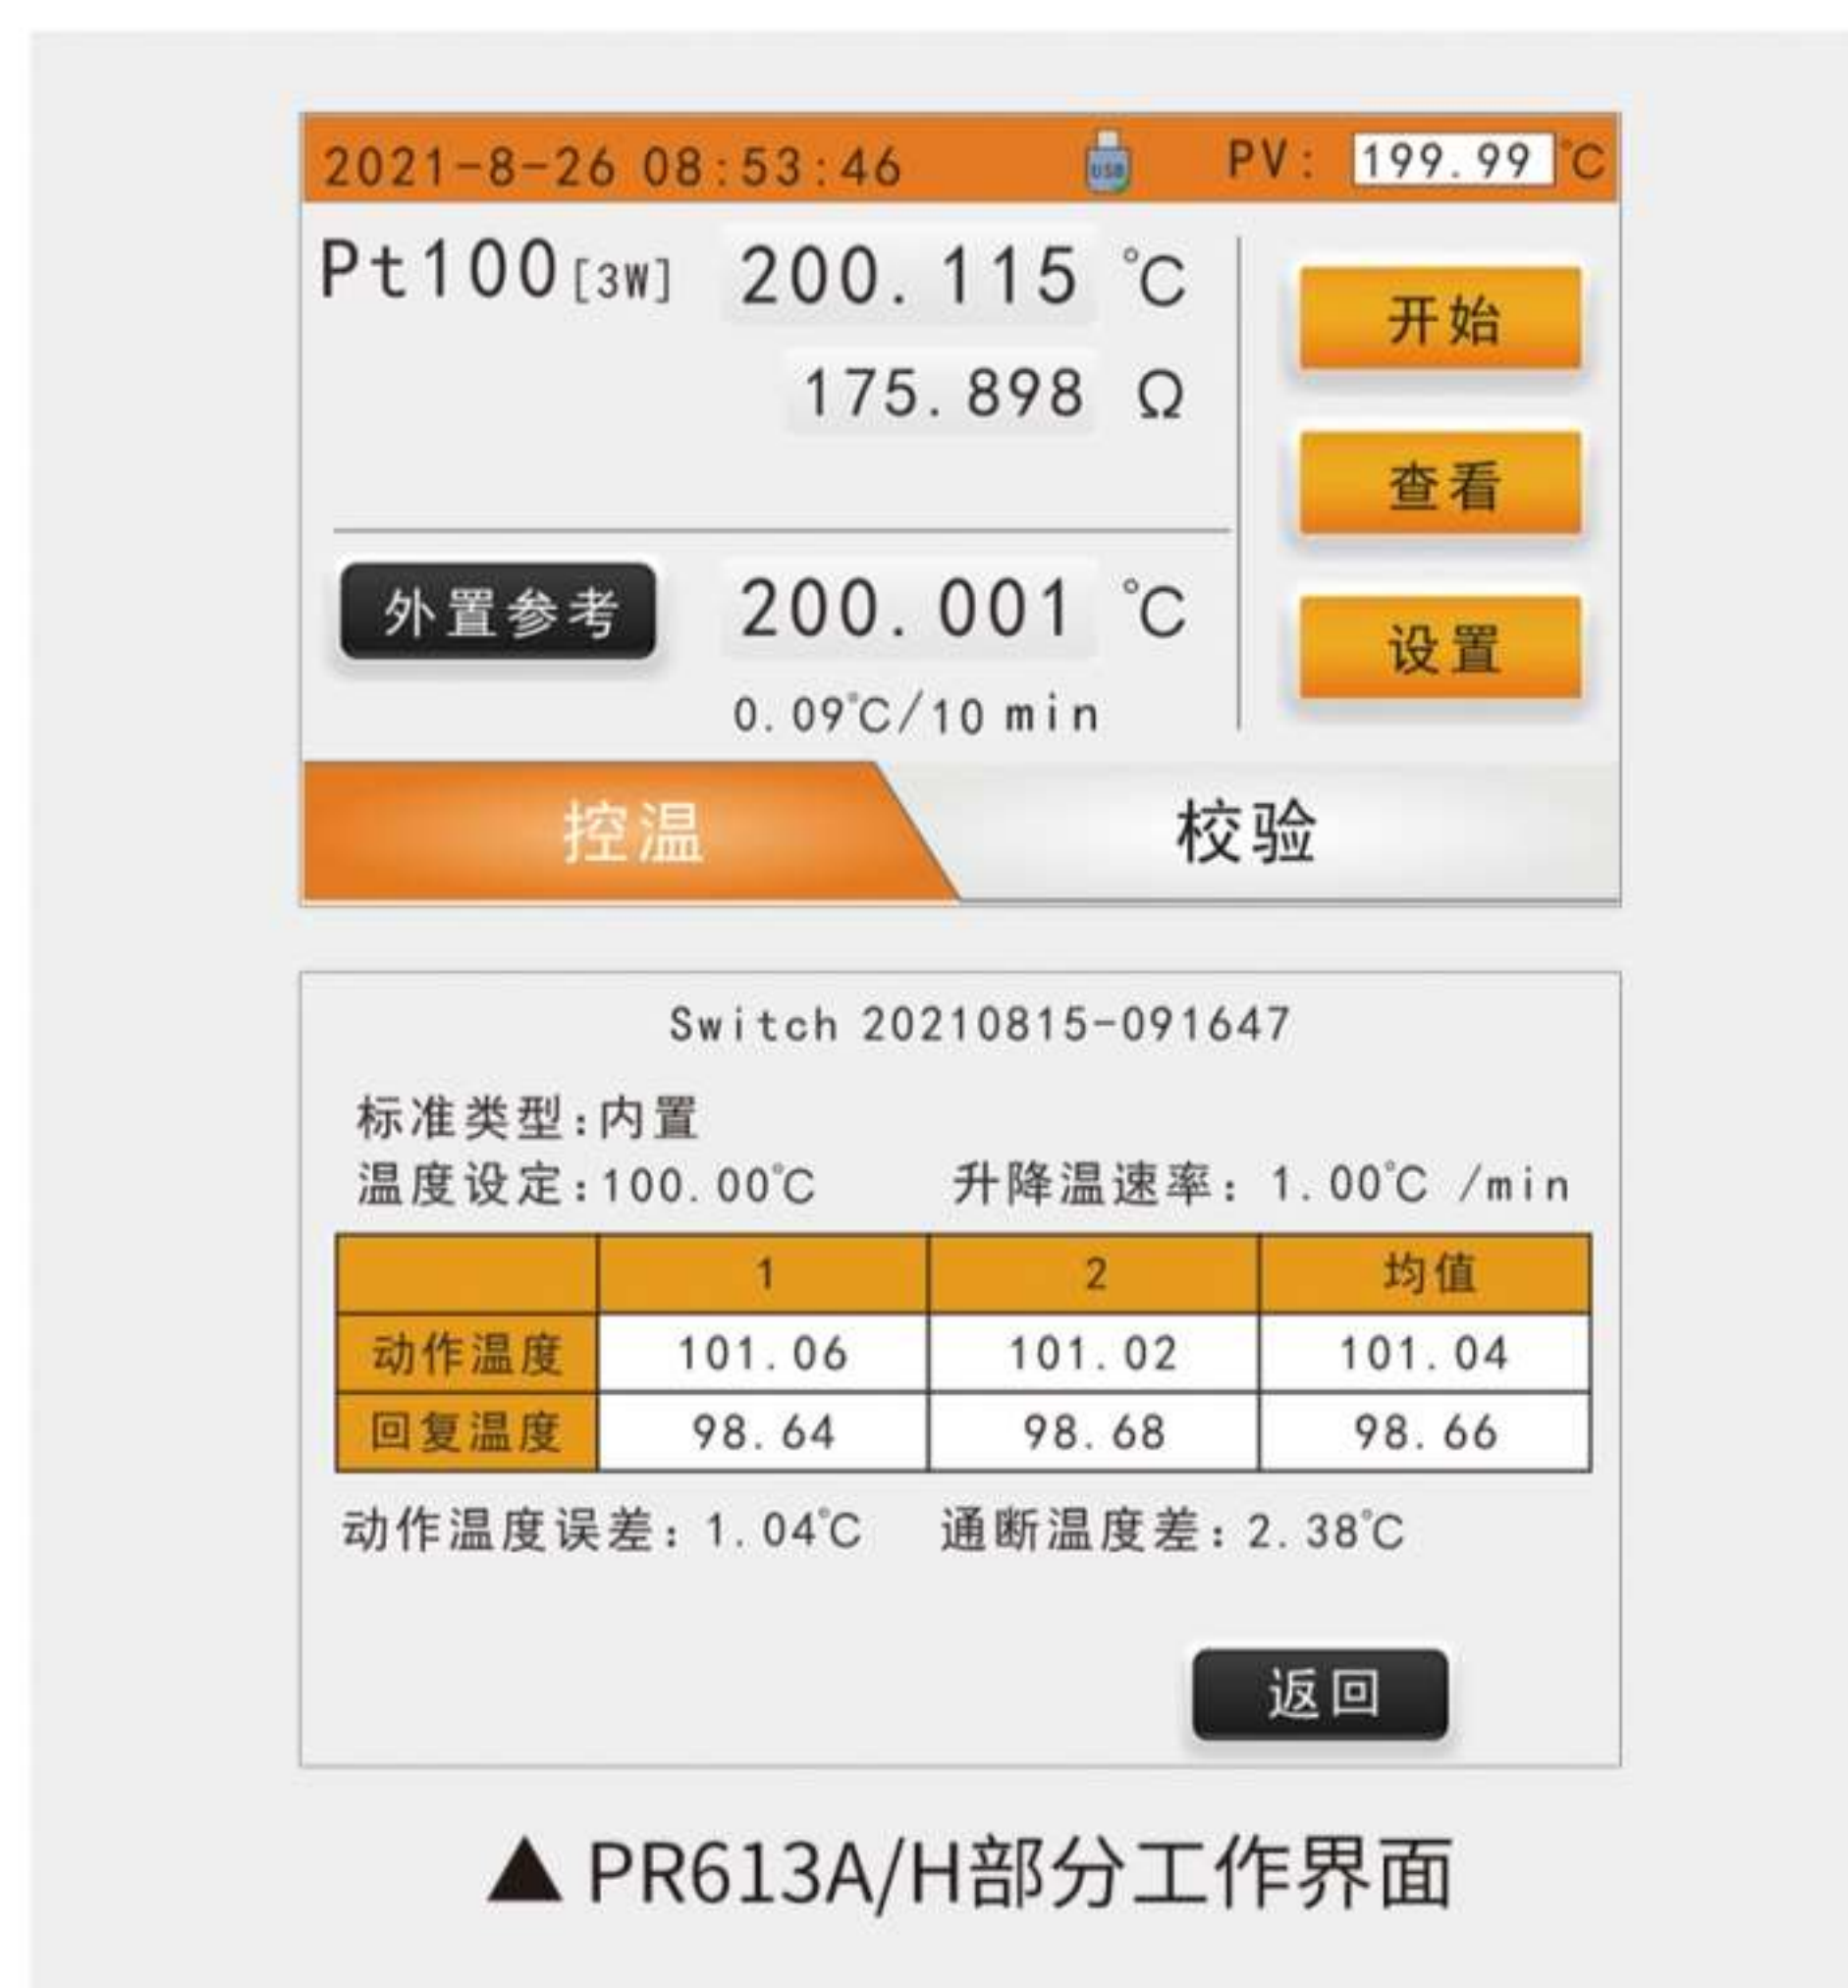 2021-8-26 08:53:46 USB PV: 199.99 ℃
Pt100[3W] 200.115 ℃
175.898 Ω
开始
查看
外置参考 200.001 ℃
设置
0.09℃/10 min
控温 校验
Switch 20210815-091647
标准类型:内置
温度设定:100.00℃ 升降温速率: 1.00℃ /min
1 2 均值
动作温度 101.06 101.02 101.04
回复温度 98.64 98.68 98.66
动作温度误差: 1.04℃ 通断温度差: 2.38℃
返回
▲ PR613A/H部分工作界面